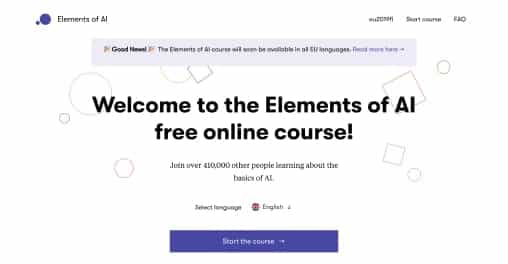 Elements of AI
eu2019fi Start course FAQ
🎉 Good News! 🎉 The Elements of AI course will soon be available in all EU languages. Read more here →
Welcome to the Elements of AI
free online course!
Join over 410,000 other people learning about the
basics of AI.
Select language English ↓
Start the course →